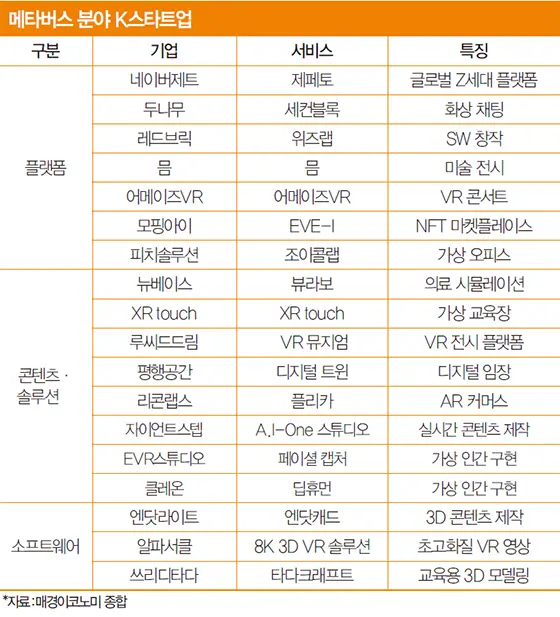 메타버스 분야 K스타트업
구분 기업 서비스 특징
플랫폼
네이버제트 제페토 글로벌 Z세대 플랫폼
두나무 세컨블록 화상 채팅
레드브릭 위즈랩 SW 창작
믐 믐 미술 전시
어메이즈VR 어메이즈VR VR 콘서트
모핑아이 EVE-I NFT 마켓플레이스
피치솔루션 조이콜랩 가상 오피스
콘텐츠·
솔루션
뉴베이스 뷰라보 의료 시뮬레이션
XR touch XR touch 가상 교육장
루씨드드림 VR 뮤지엄 VR 전시 플랫폼
평행공간 디지털 트윈 디지털 임장
리콘랩스 플리카 AR 커머스
자이언트스텝 A.I-One 스튜디오 실시간 콘텐츠 제작
EVR스튜디오 페이셜 캡처 가상 인간 구현
클레온 딥휴먼 가상 인간 구현
소프트웨어
엔닷라이트 엔닷캐드 3D 콘텐츠 제작
알파서클 8K 3D VR 솔루션 초고화질 VR 영상
쓰리디타다 타다크래프트 교육용 3D 모델링
*자료 : 매경이코노미 종합